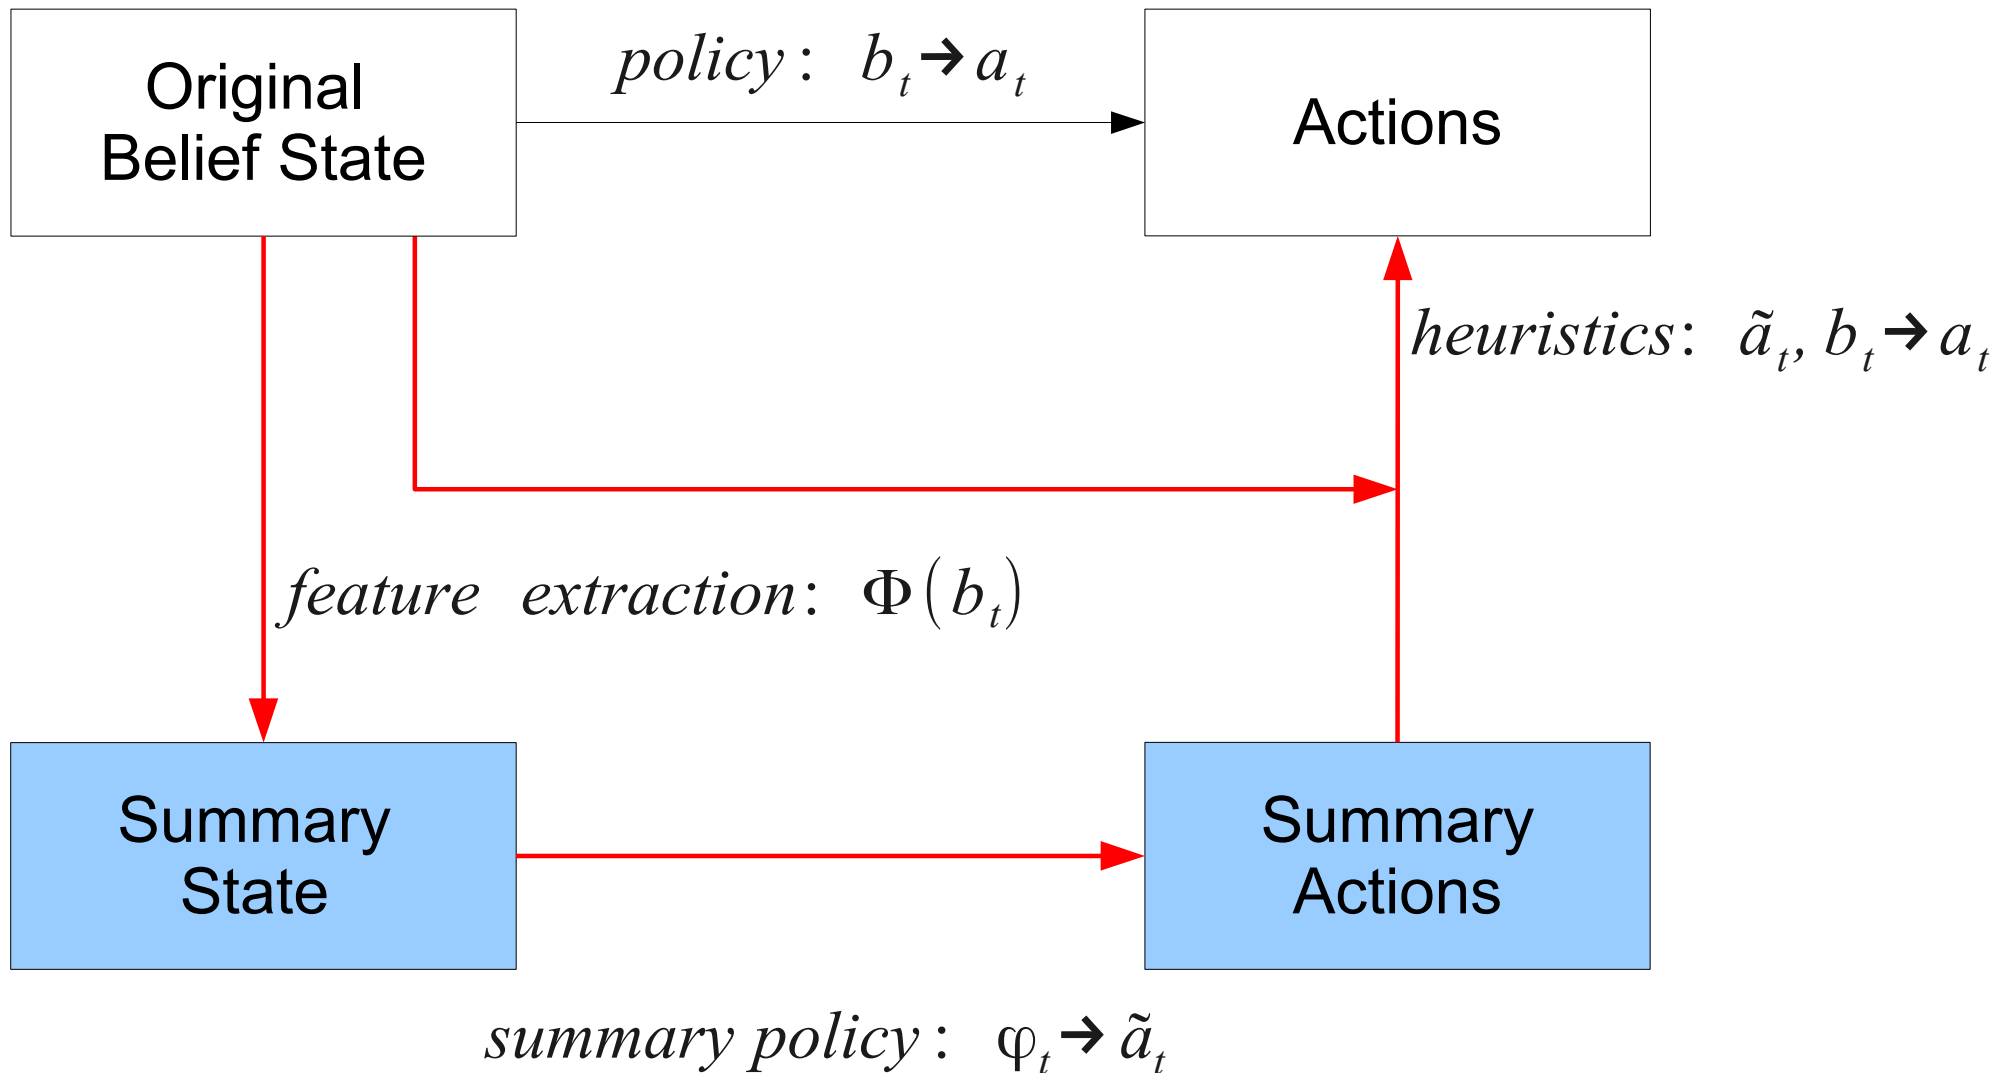 Original
Belief State
policy: b_t → a_t
Actions
heuristics: ã_t, b_t → a_t
feature extraction: Φ(b_t)
Summary
State
Summary
Actions
summary policy: φ_t → ã_t